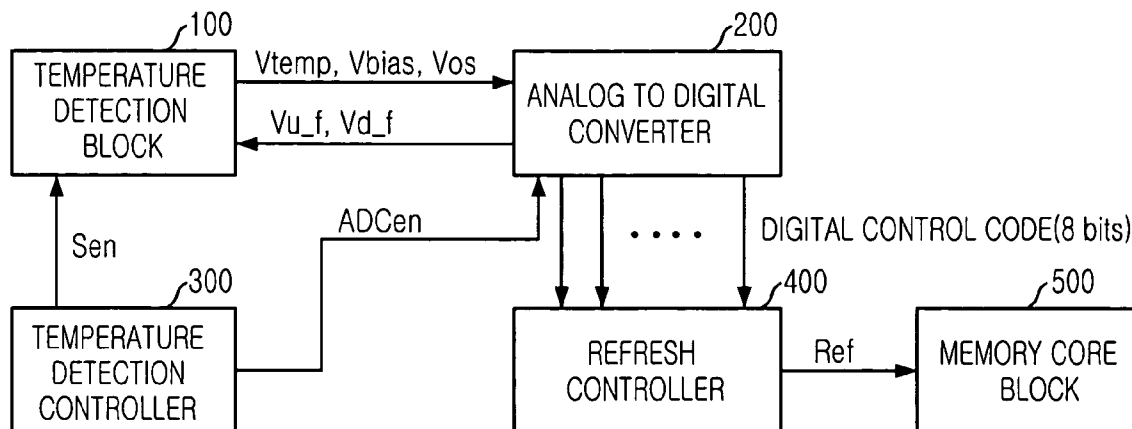 100
TEMPERATURE
DETECTION
BLOCK
Vtemp, Vbias, Vos
Vu_f, Vd_f
200
ANALOG TO DIGITAL
CONVERTER
Sen
ADCen
DIGITAL CONTROL CODE(8 bits)
300
TEMPERATURE
DETECTION
CONTROLLER
400
REFRESH
CONTROLLER
Ref
500
MEMORY CORE
BLOCK